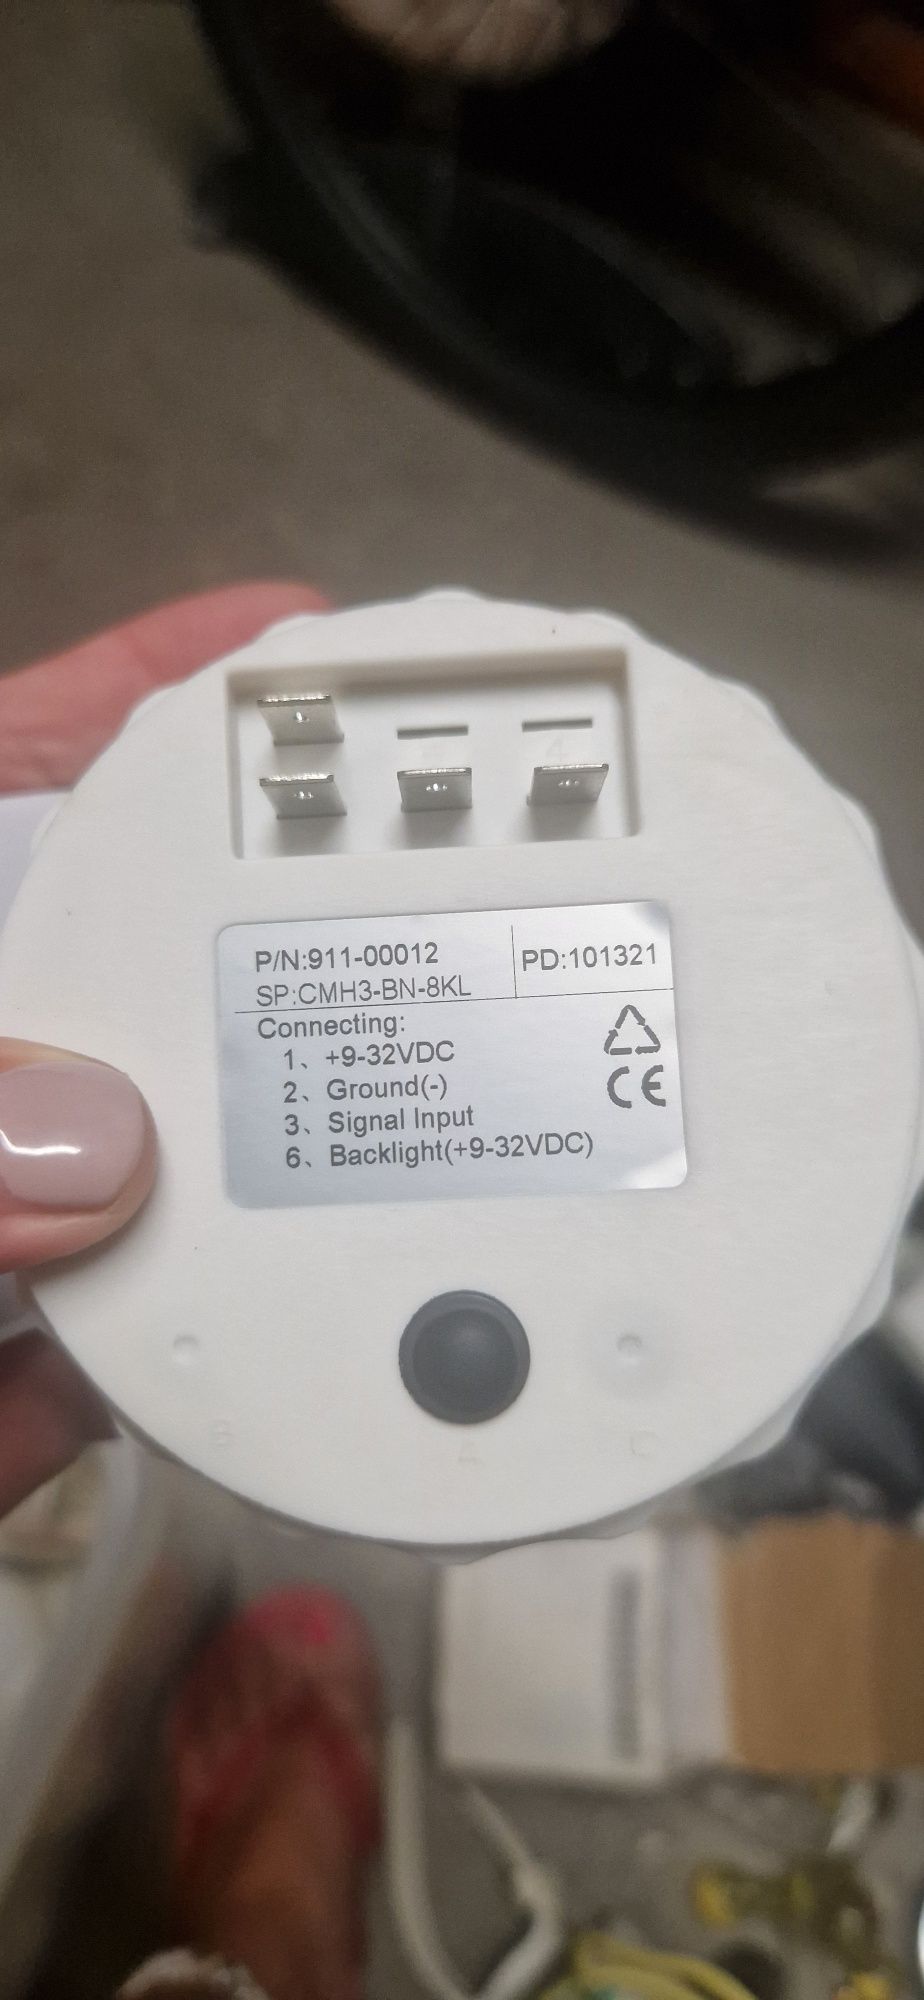 P/N:911-00012
PD:101321
SP:CMH3-BN-8KL
Connecting:
1、+9-32VDC
2、Ground(-)
3、Signal Input
6、Backlight(+9-32VDC)
CE